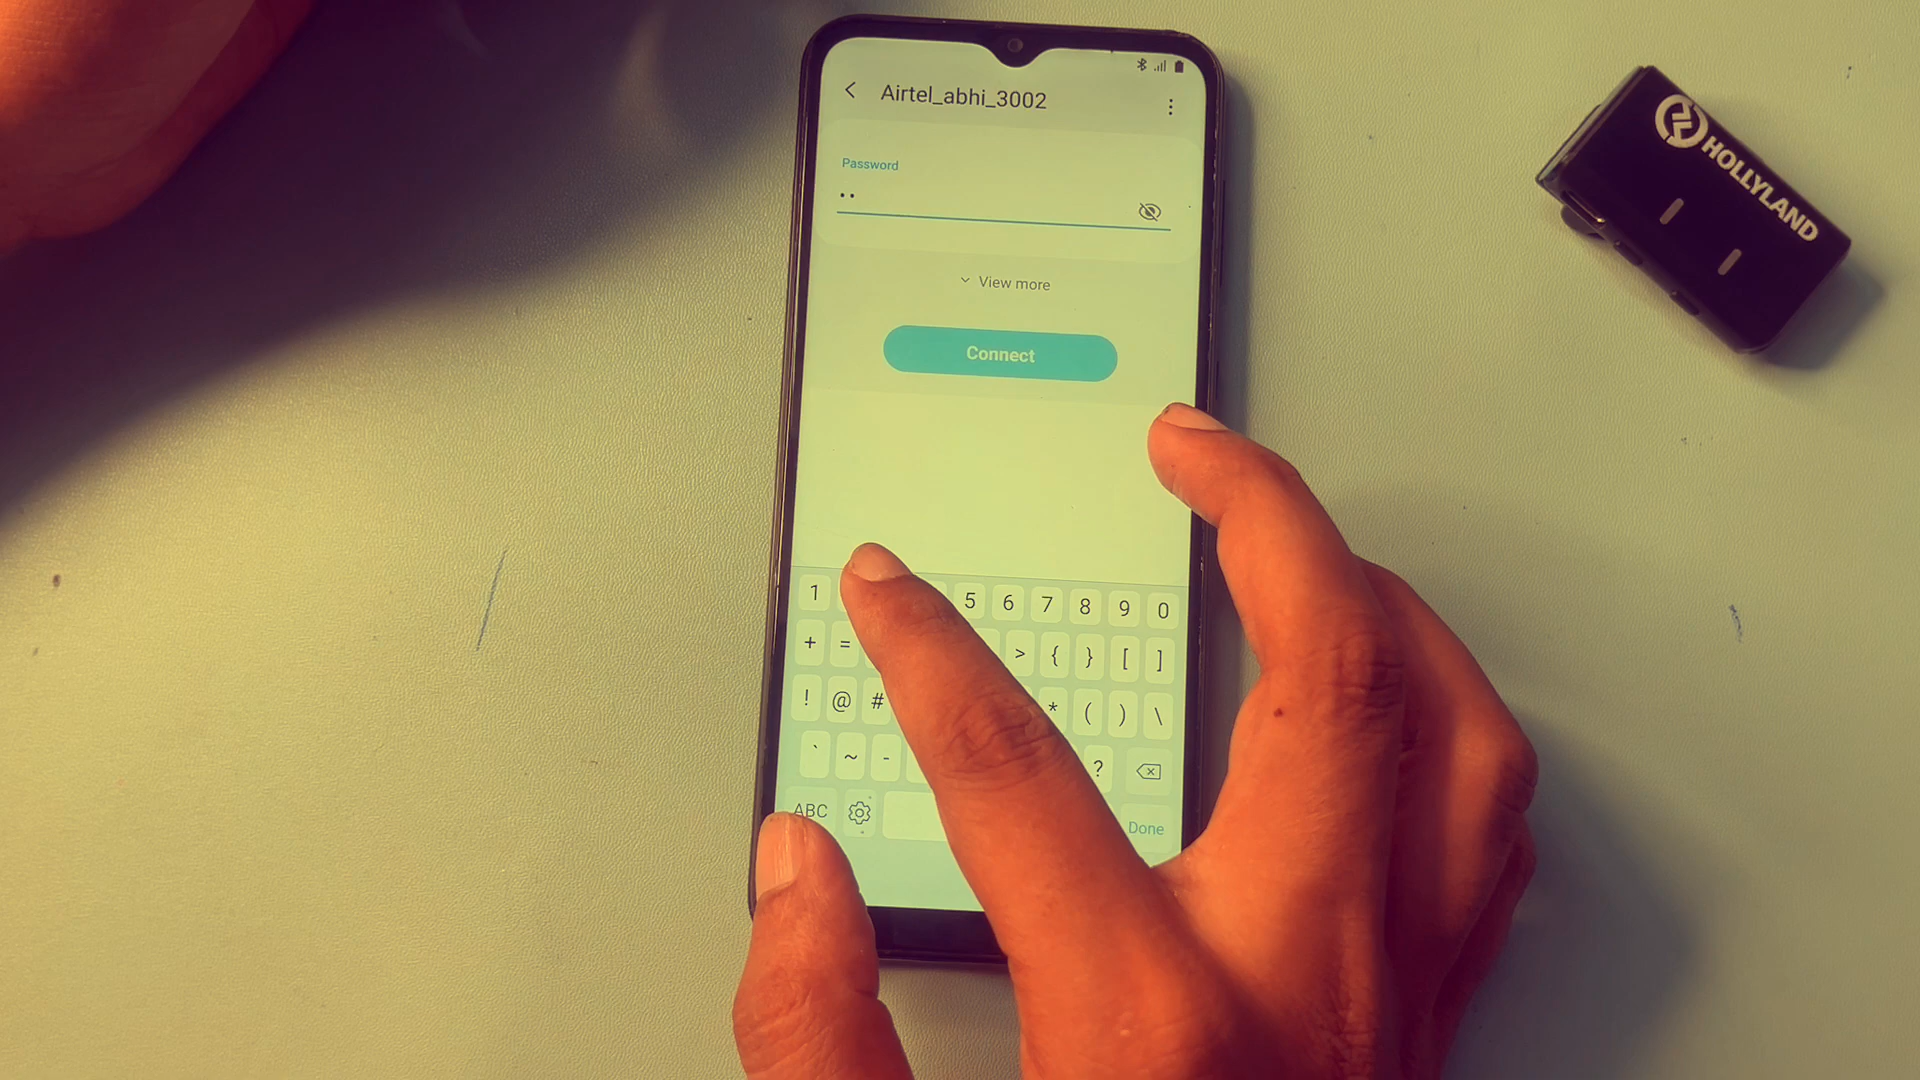 Airtel_abhi_3002
Password
View more
Connect
1 5 6 7 8 9 0
+ = > { } [ ]
! @ # * ( ) \
` ~ - ?
ABC Done
HOLLYLAND